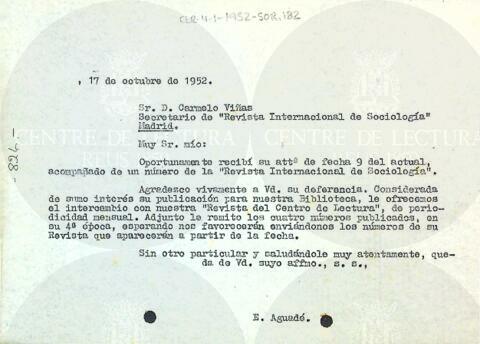 CLR 4-1-1952-SOR.182
, 17 de octubre de 1952.
Sr. D. Carmelo Viñas
Secretario de "Revista Internacional de Sociología"
Madrid.
Muy Sr. mío:
Oportunamente recibí su attª de fecha 9 del actual,
acompañado de un número de la "Revista Internacional de Sociología".
Agradezco vivamente a Vd. su deferencia. Considerada
de sumo interés su publicación para nuestra Biblioteca, le ofrecemos
el intercambio con nuestra "Revista del Centro de Lectura", de perio-
dicidad mensual. Adjunto le remito los cuatro números publicados, en
su 4ª época, esperando nos favorecerán enviándonos los números de su
Revista que aparecerán a partir de la fecha.
Sin otro particular y saludándole muy atentamente, que-
da de Vd. suyo affmo., s. s.,
E. Aguadé.
- 826 -
CENTRE DE LECTURA
REUS
CENTRE DE LECTURA
REUS